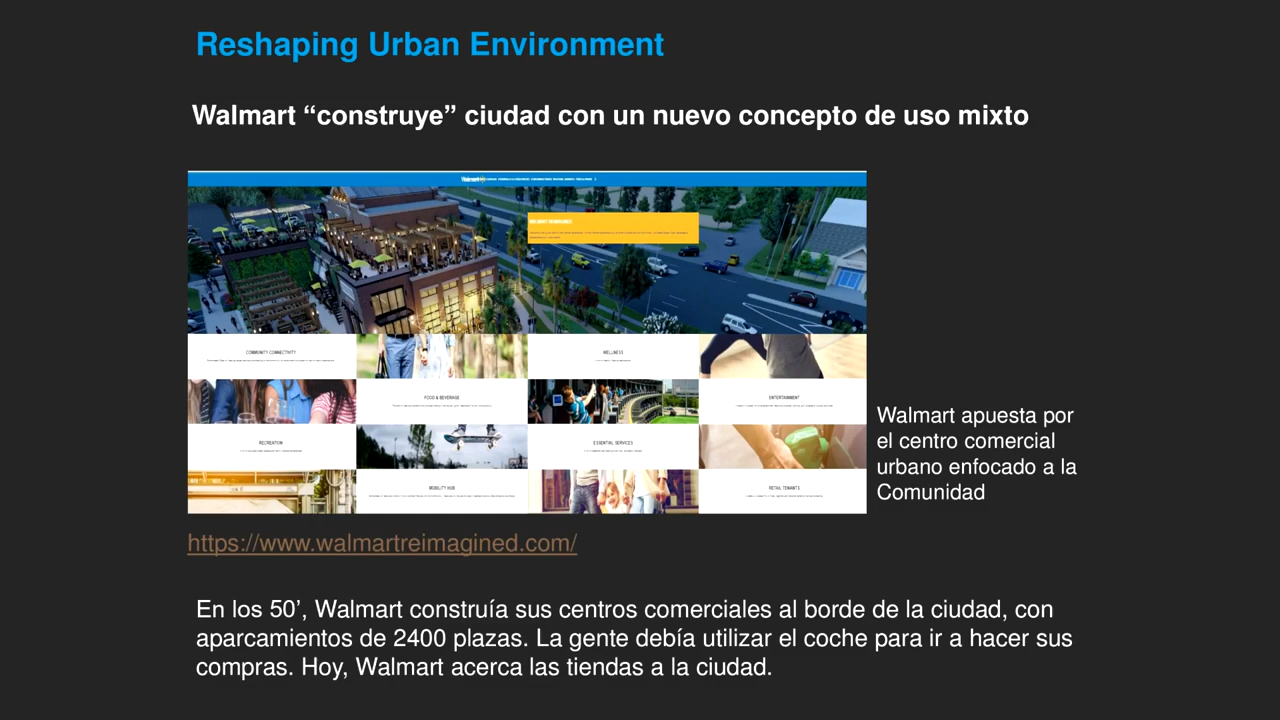 Reshaping Urban Environment
Walmart “construye” ciudad con un nuevo concepto de uso mixto
Walmart
COMMUNITY CONNECTIVITY
WELLNESS
FOOD & BEVERAGE
ENTERTAINMENT
RECREATION
ESSENTIAL SERVICES
MOBILITY HUB
RETAIL TENANTS
Walmart apuesta por
el centro comercial
urbano enfocado a la
Comunidad
https://www.walmartreimagined.com/
En los 50’, Walmart construía sus centros comerciales al borde de la ciudad, con
aparcamientos de 2400 plazas. La gente debía utilizar el coche para ir a hacer sus
compras. Hoy, Walmart acerca las tiendas a la ciudad.